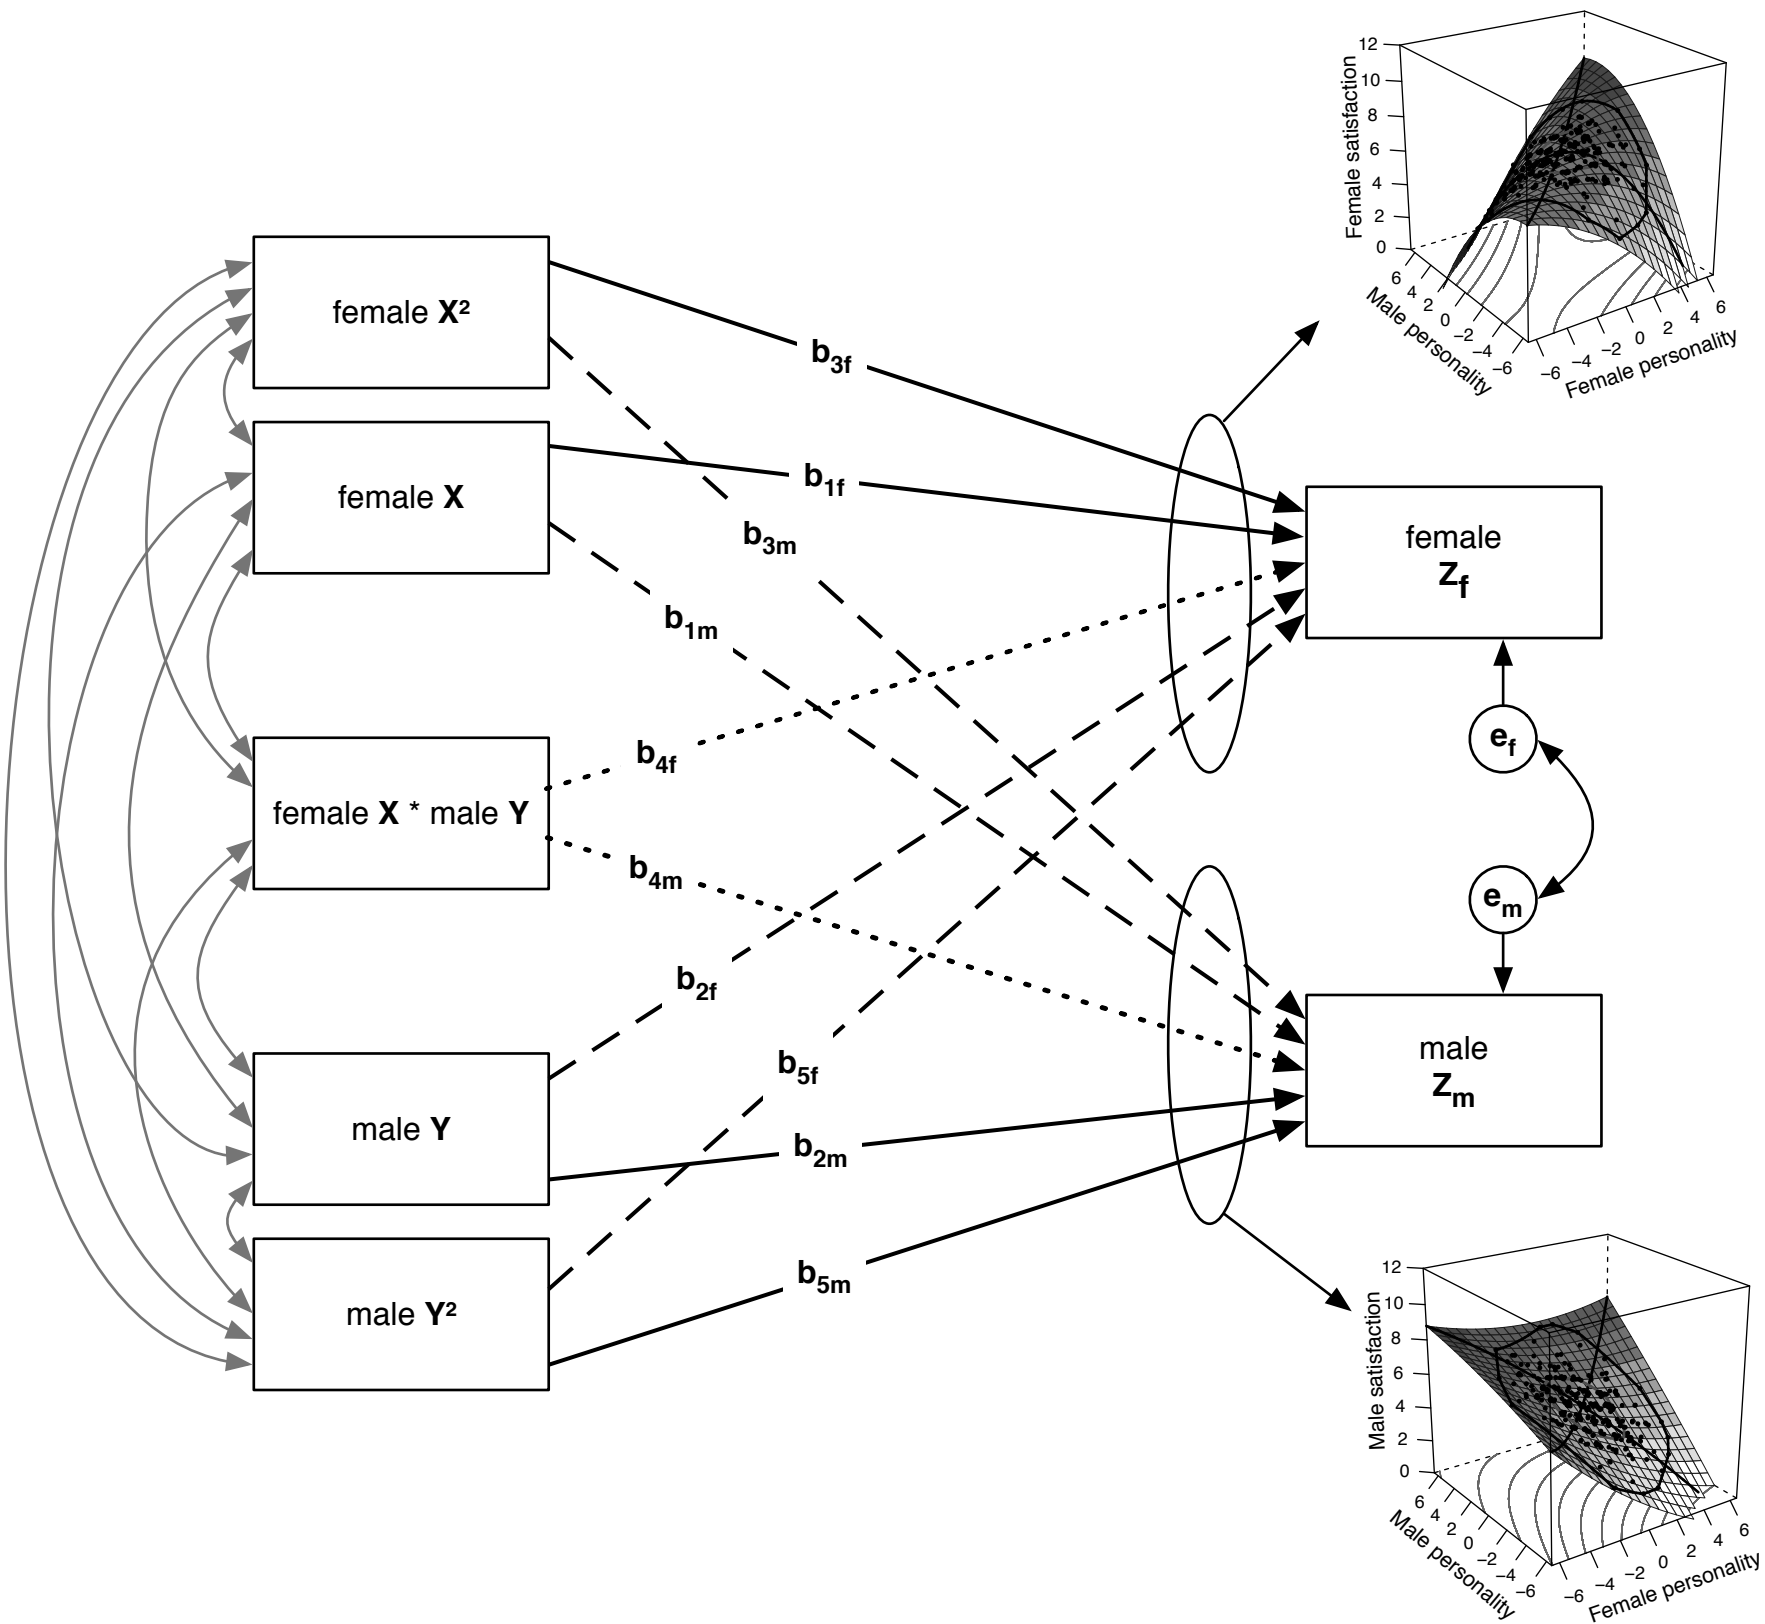 12
10
8
6
4
2
0
Female satisfaction
6
4
2
0
−2
−4
−6
Male personality
−6
−4
−2
0
2
4
6
Female personality
female X²
b3f
female X
b1f
b3m
female
Zf
b1m
b4f
ef
female X * male Y
b4m
em
b2f
male
Zm
b5f
male Y
b2m
b5m
male Y²
12
10
8
6
4
2
0
Male satisfaction
6
4
2
0
−2
−4
−6
Male personality
−6
−4
−2
0
2
4
6
Female personality